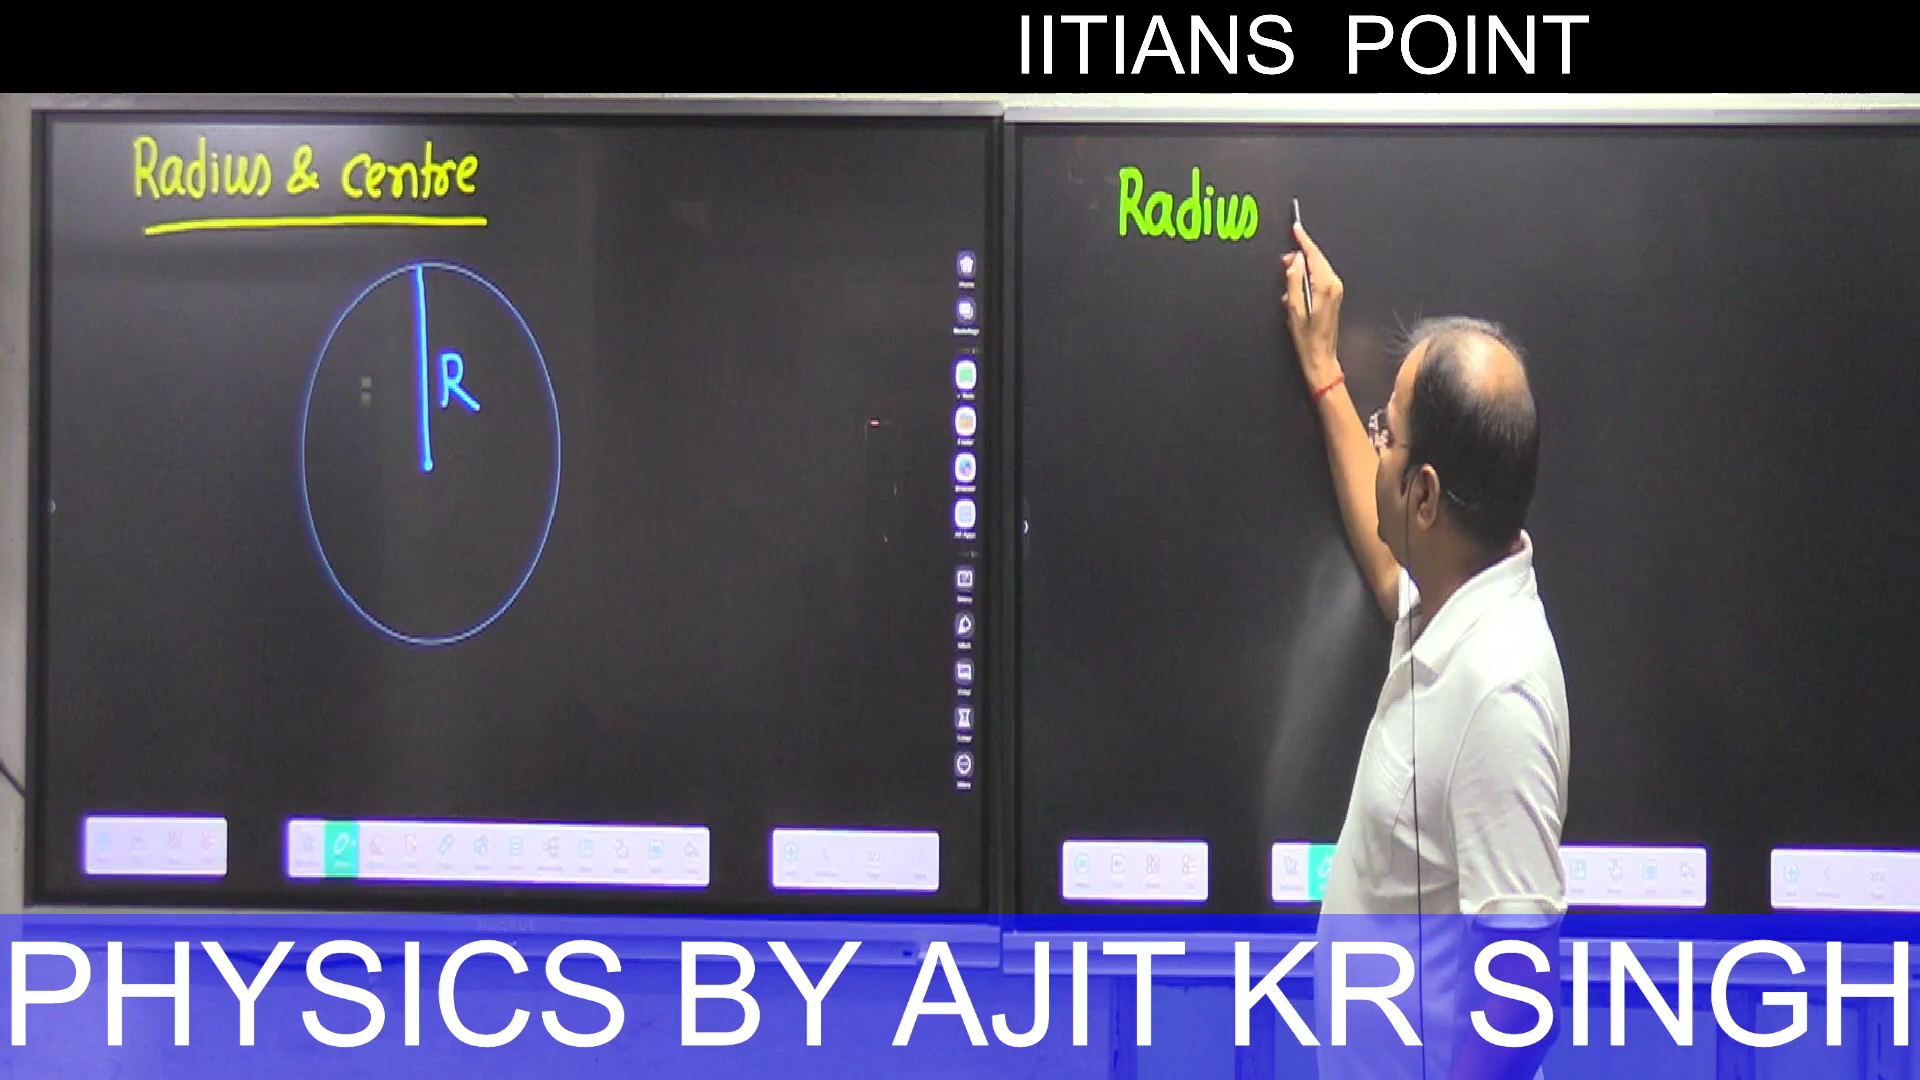 IITIANS POINT
Radius & centre
R
Radius
PHYSICS BY AJIT KR SINGH